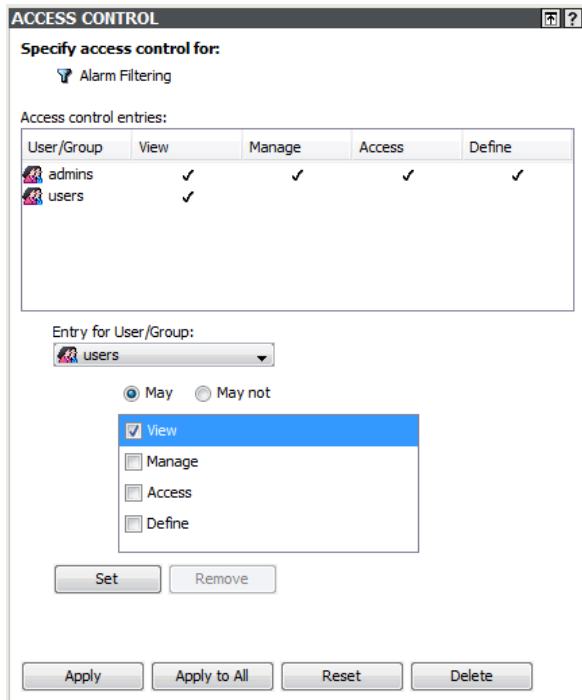 ACCESS CONTROL ?
Specify access control for:
Alarm Filtering
Access control entries:
User/Group View Manage Access Define
admins ✓ ✓ ✓ ✓
users ✓
Entry for User/Group:
users
May May not
View
Manage
Access
Define
Set Remove
Apply Apply to All Reset Delete